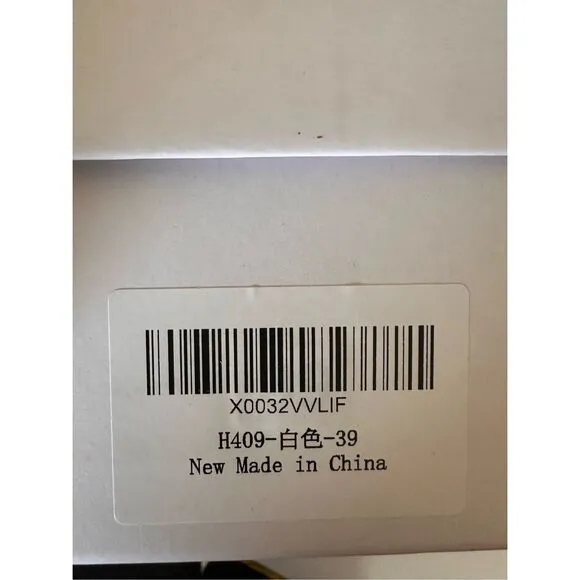 X0032VVLIF
H409-白色-39
New Made in China